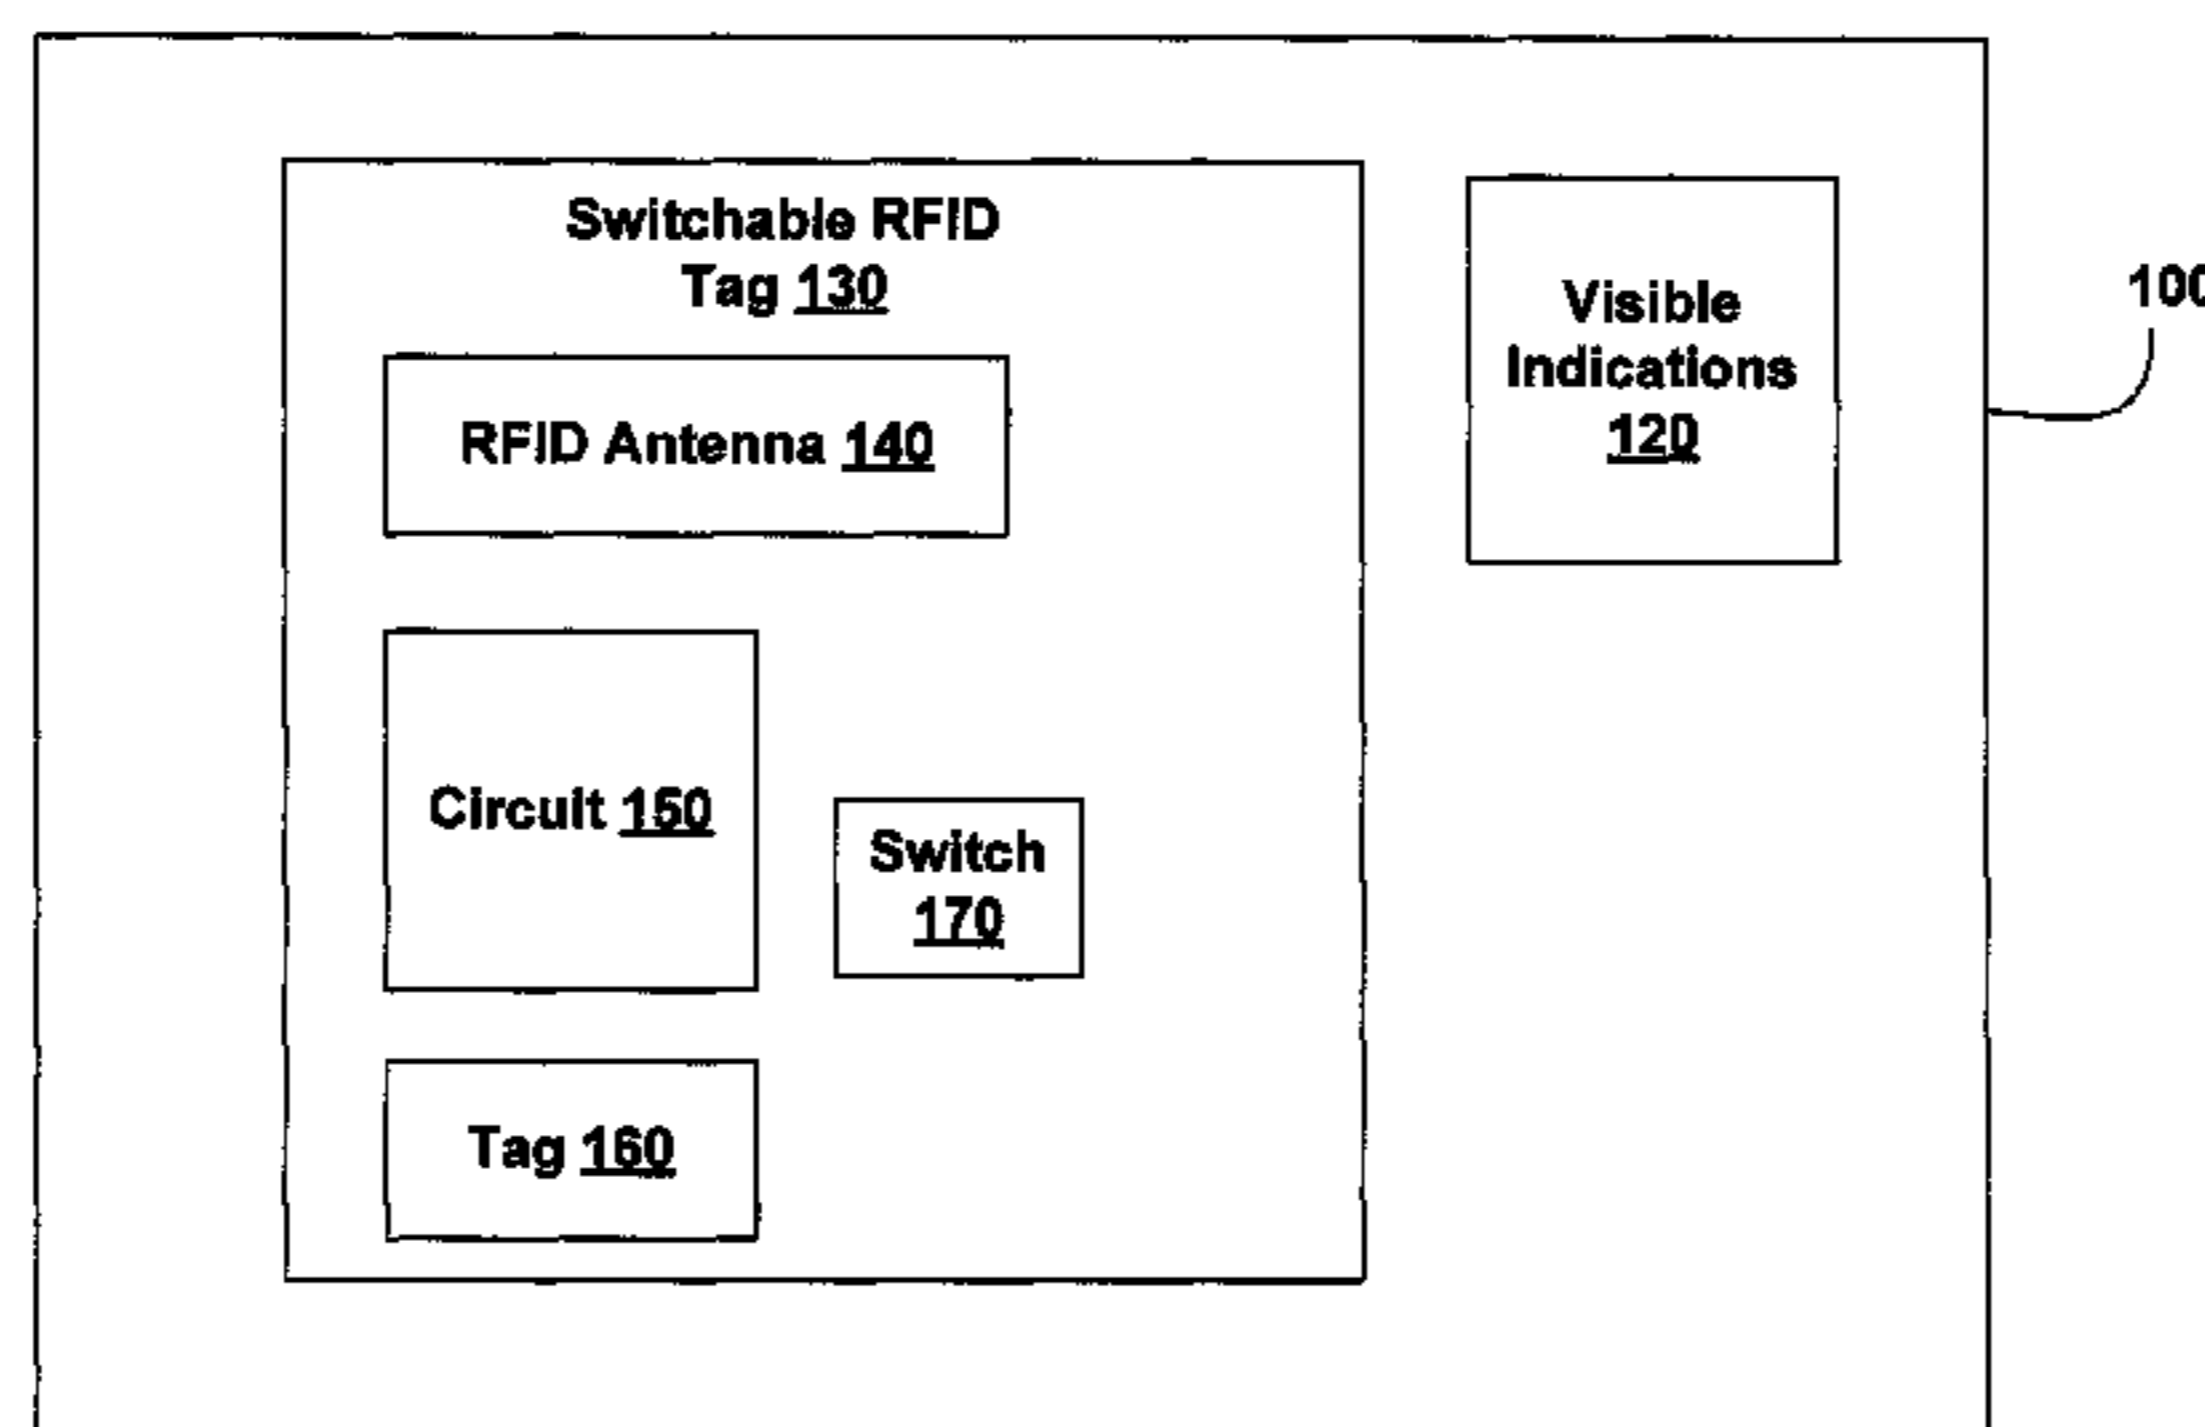 Switchable RFID
Tag 130
RFID Antenna 140
Circuit 150
Switch
170
Tag 160
Visible
Indications
120
100